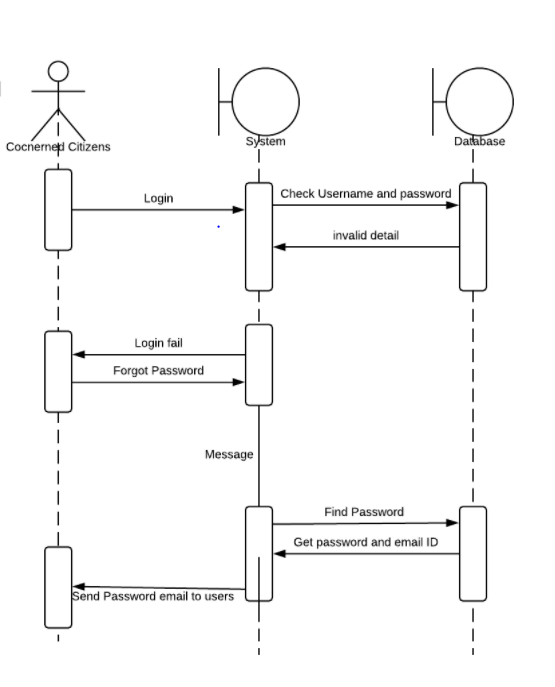 Cocnerned Citizens
System
Database
Login
Check Username and password
invalid detail
Login fail
Forgot Password
Message
Find Password
Get password and email ID
Send Password email to users